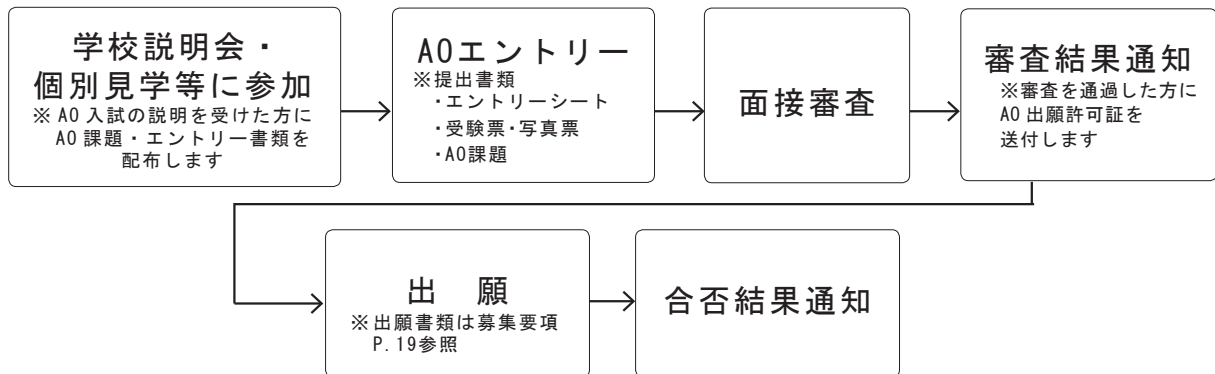 学校説明会・
個別見学等に参加
※AO入試の説明を受けた方に
AO課題・エントリー書類を
配布します
AOエントリー
※提出書類
・エントリーシート
・受験票・写真票
・AO課題
面接審査
審査結果通知
※審査を通過した方に
AO出願許可証を
送付します
出　願
※出願書類は募集要項
P.19参照
合否結果通知